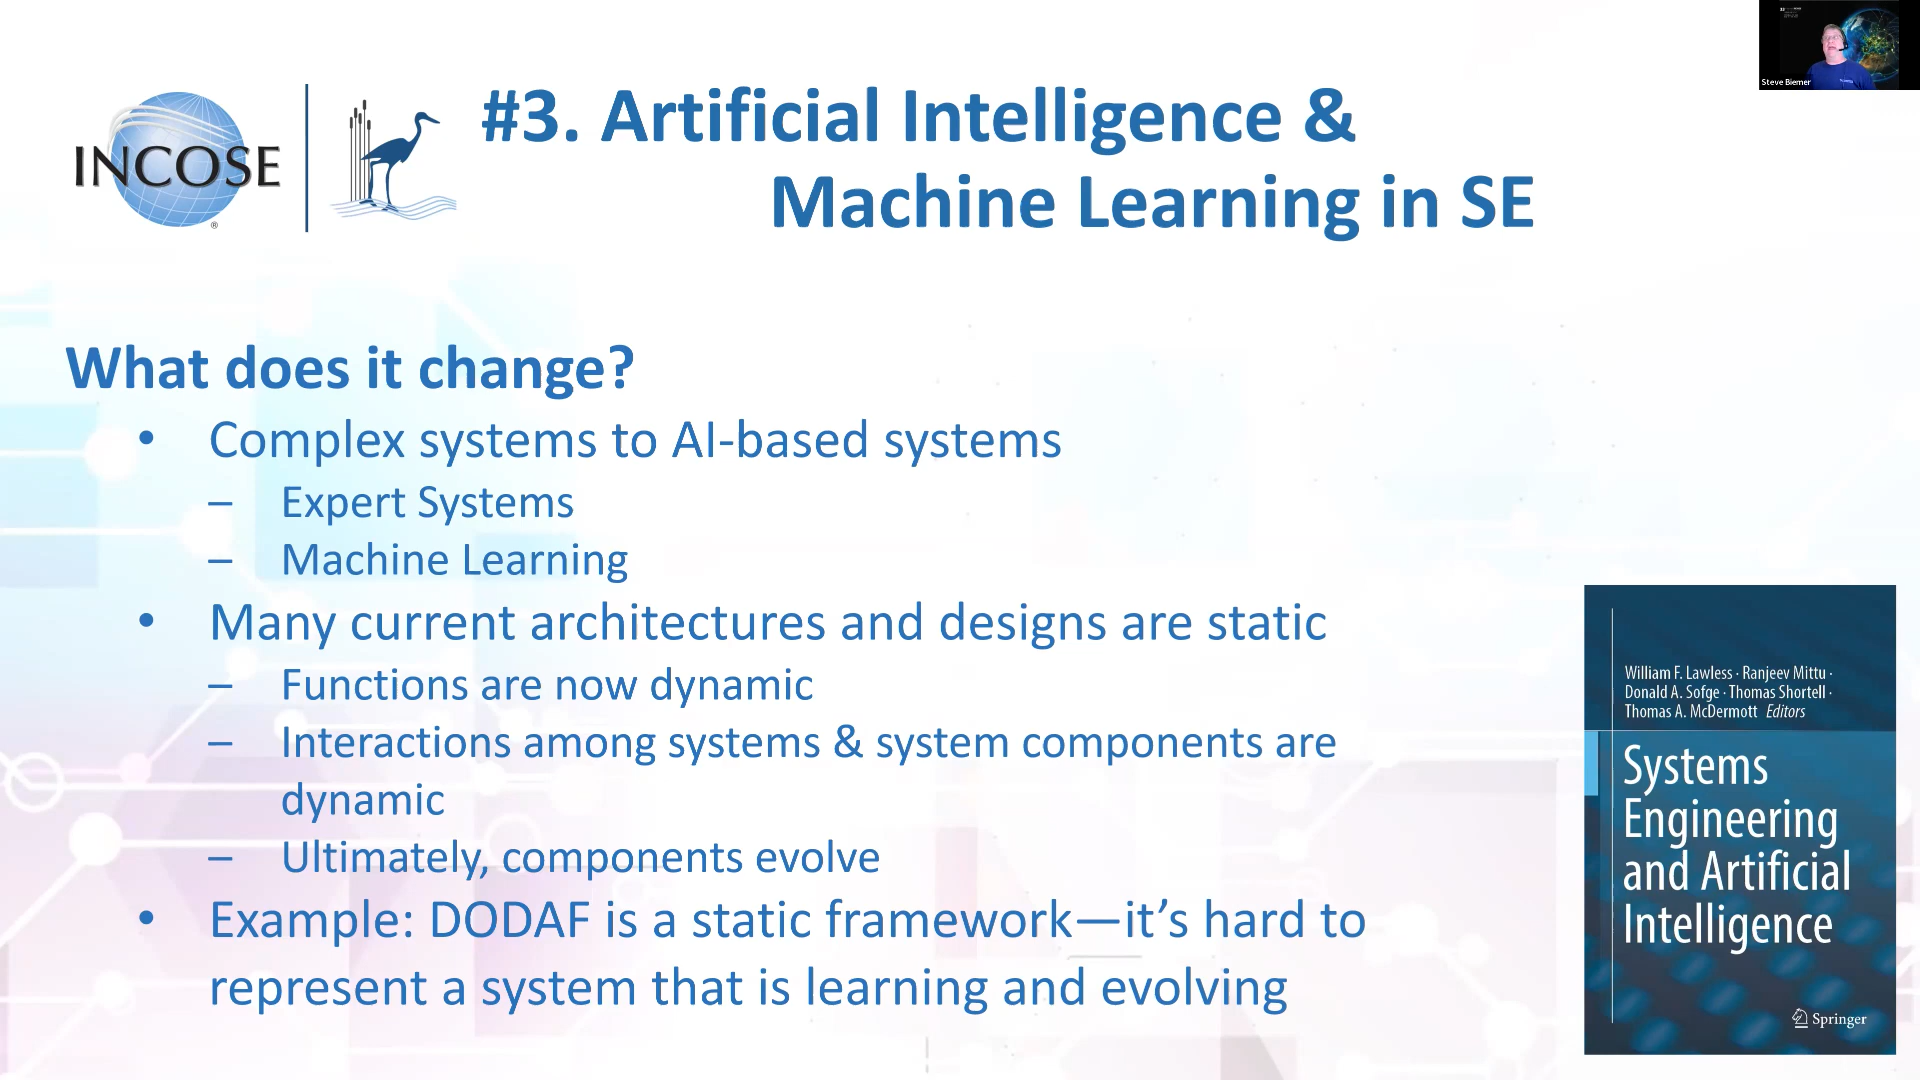 Steve Biemer
INCOSE
®
#3. Artificial Intelligence &
Machine Learning in SE
What does it change?
• Complex systems to AI-based systems
– Expert Systems
– Machine Learning
• Many current architectures and designs are static
– Functions are now dynamic
– Interactions among systems & system components are
dynamic
– Ultimately, components evolve
• Example: DODAF is a static framework—it’s hard to
represent a system that is learning and evolving
William F. Lawless · Ranjeev Mittu ·
Donald A. Sofge · Thomas Shortell ·
Thomas A. McDermott Editors
Systems
Engineering
and Artificial
Intelligence
Springer